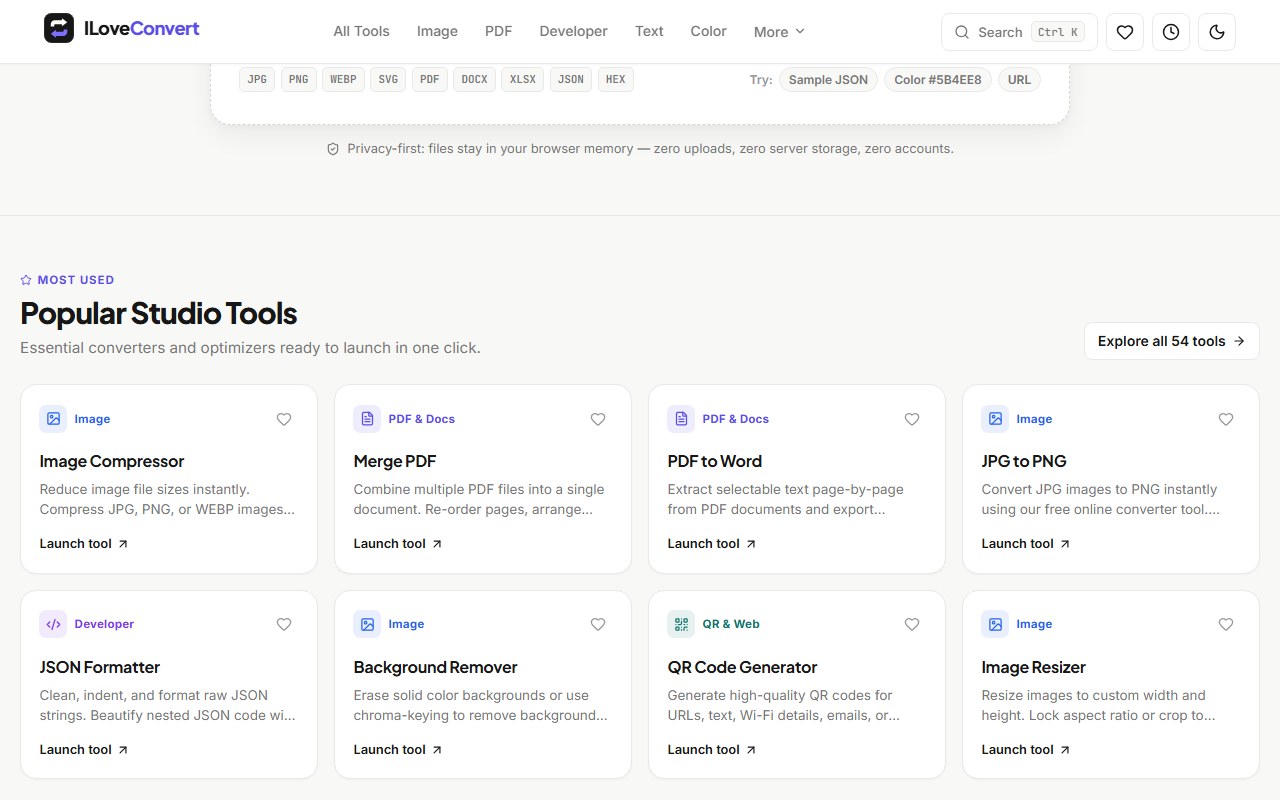 ILoveConvert
All Tools Image PDF Developer Text Color More
Search Ctrl K
JPG PNG WEBP SVG PDF DOCX XLSX JSON HEX
Try: Sample JSON Color #5B4EE8 URL
Privacy-first: files stay in your browser memory — zero uploads, zero server storage, zero accounts.
MOST USED
Popular Studio Tools
Essential converters and optimizers ready to launch in one click.
Explore all 54 tools
Image
Image Compressor
Reduce image file sizes instantly.
Compress JPG, PNG, or WEBP images...
Launch tool
PDF & Docs
Merge PDF
Combine multiple PDF files into a single
document. Re-order pages, arrange...
Launch tool
PDF & Docs
PDF to Word
Extract selectable text page-by-page
from PDF documents and export...
Launch tool
Image
JPG to PNG
Convert JPG images to PNG instantly
using our free online converter tool....
Launch tool
Developer
JSON Formatter
Clean, indent, and format raw JSON
strings. Beautify nested JSON code wi...
Launch tool
Image
Background Remover
Erase solid color backgrounds or use
chroma-keying to remove background...
Launch tool
QR & Web
QR Code Generator
Generate high-quality QR codes for
URLs, text, Wi-Fi details, emails, or...
Launch tool
Image
Image Resizer
Resize images to custom width and
height. Lock aspect ratio or crop to...
Launch tool